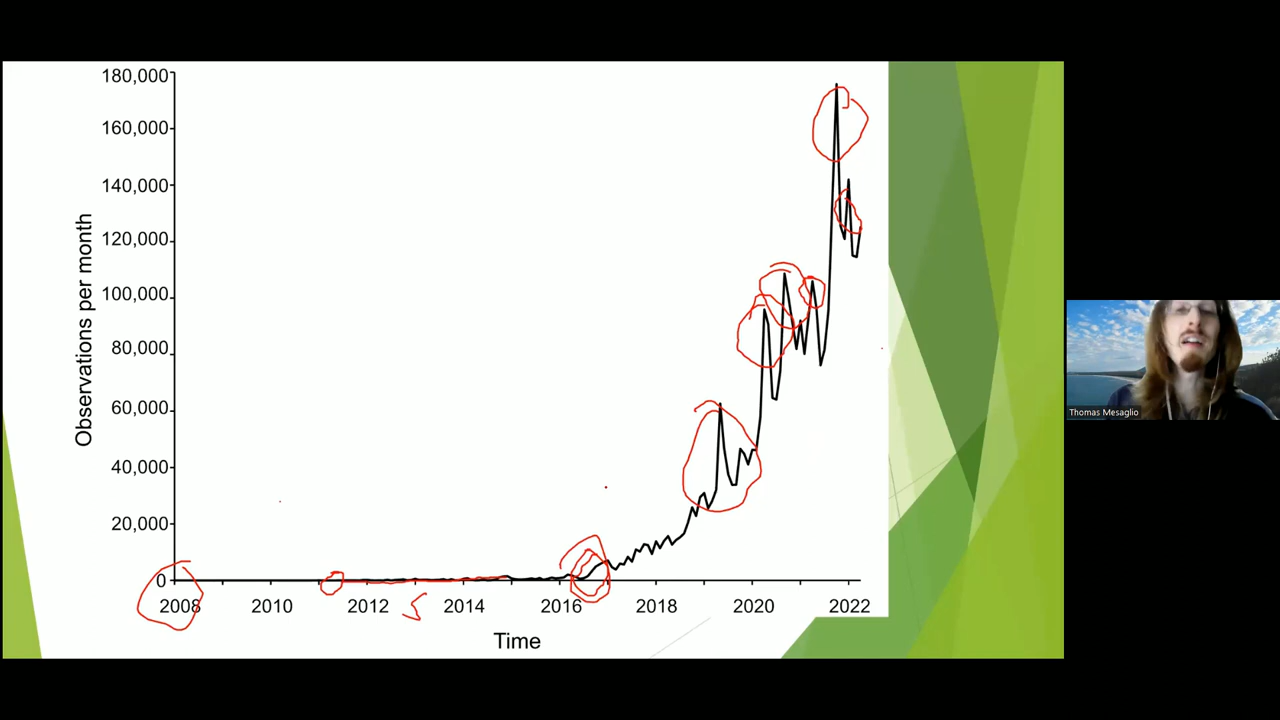 180,000
160,000
140,000
120,000
100,000
80,000
60,000
40,000
20,000
0
Observations per month
2008 2010 2012 2014 2016 2018 2020 2022
5
Time
Thomas Mesaglio